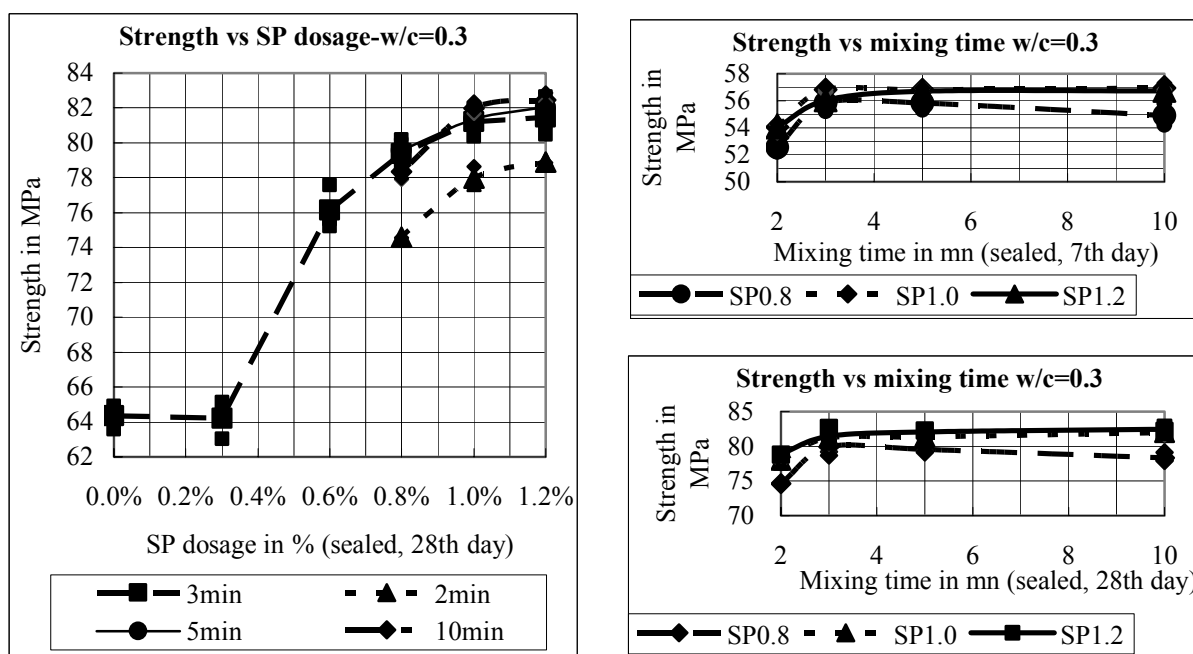 Strength vs SP dosage-w/c=0.3
Strength in MPa
84
82
80
78
76
74
72
70
68
66
64
62
0.0% 0.2% 0.4% 0.6% 0.8% 1.0% 1.2%
SP dosage in % (sealed, 28th day)
3min 2min
5min 10min
Strength vs mixing time w/c=0.3
Strength in
MPa
58
57
56
55
54
53
52
51
50
2 4 6 8 10
Mixing time in mn (sealed, 7th day)
SP0.8 SP1.0 SP1.2
Strength vs mixing time w/c=0.3
Strength in
MPa
85
80
75
70
2 4 6 8 10
Mixing time in mn (sealed, 28th day)
SP0.8 SP1.0 SP1.2